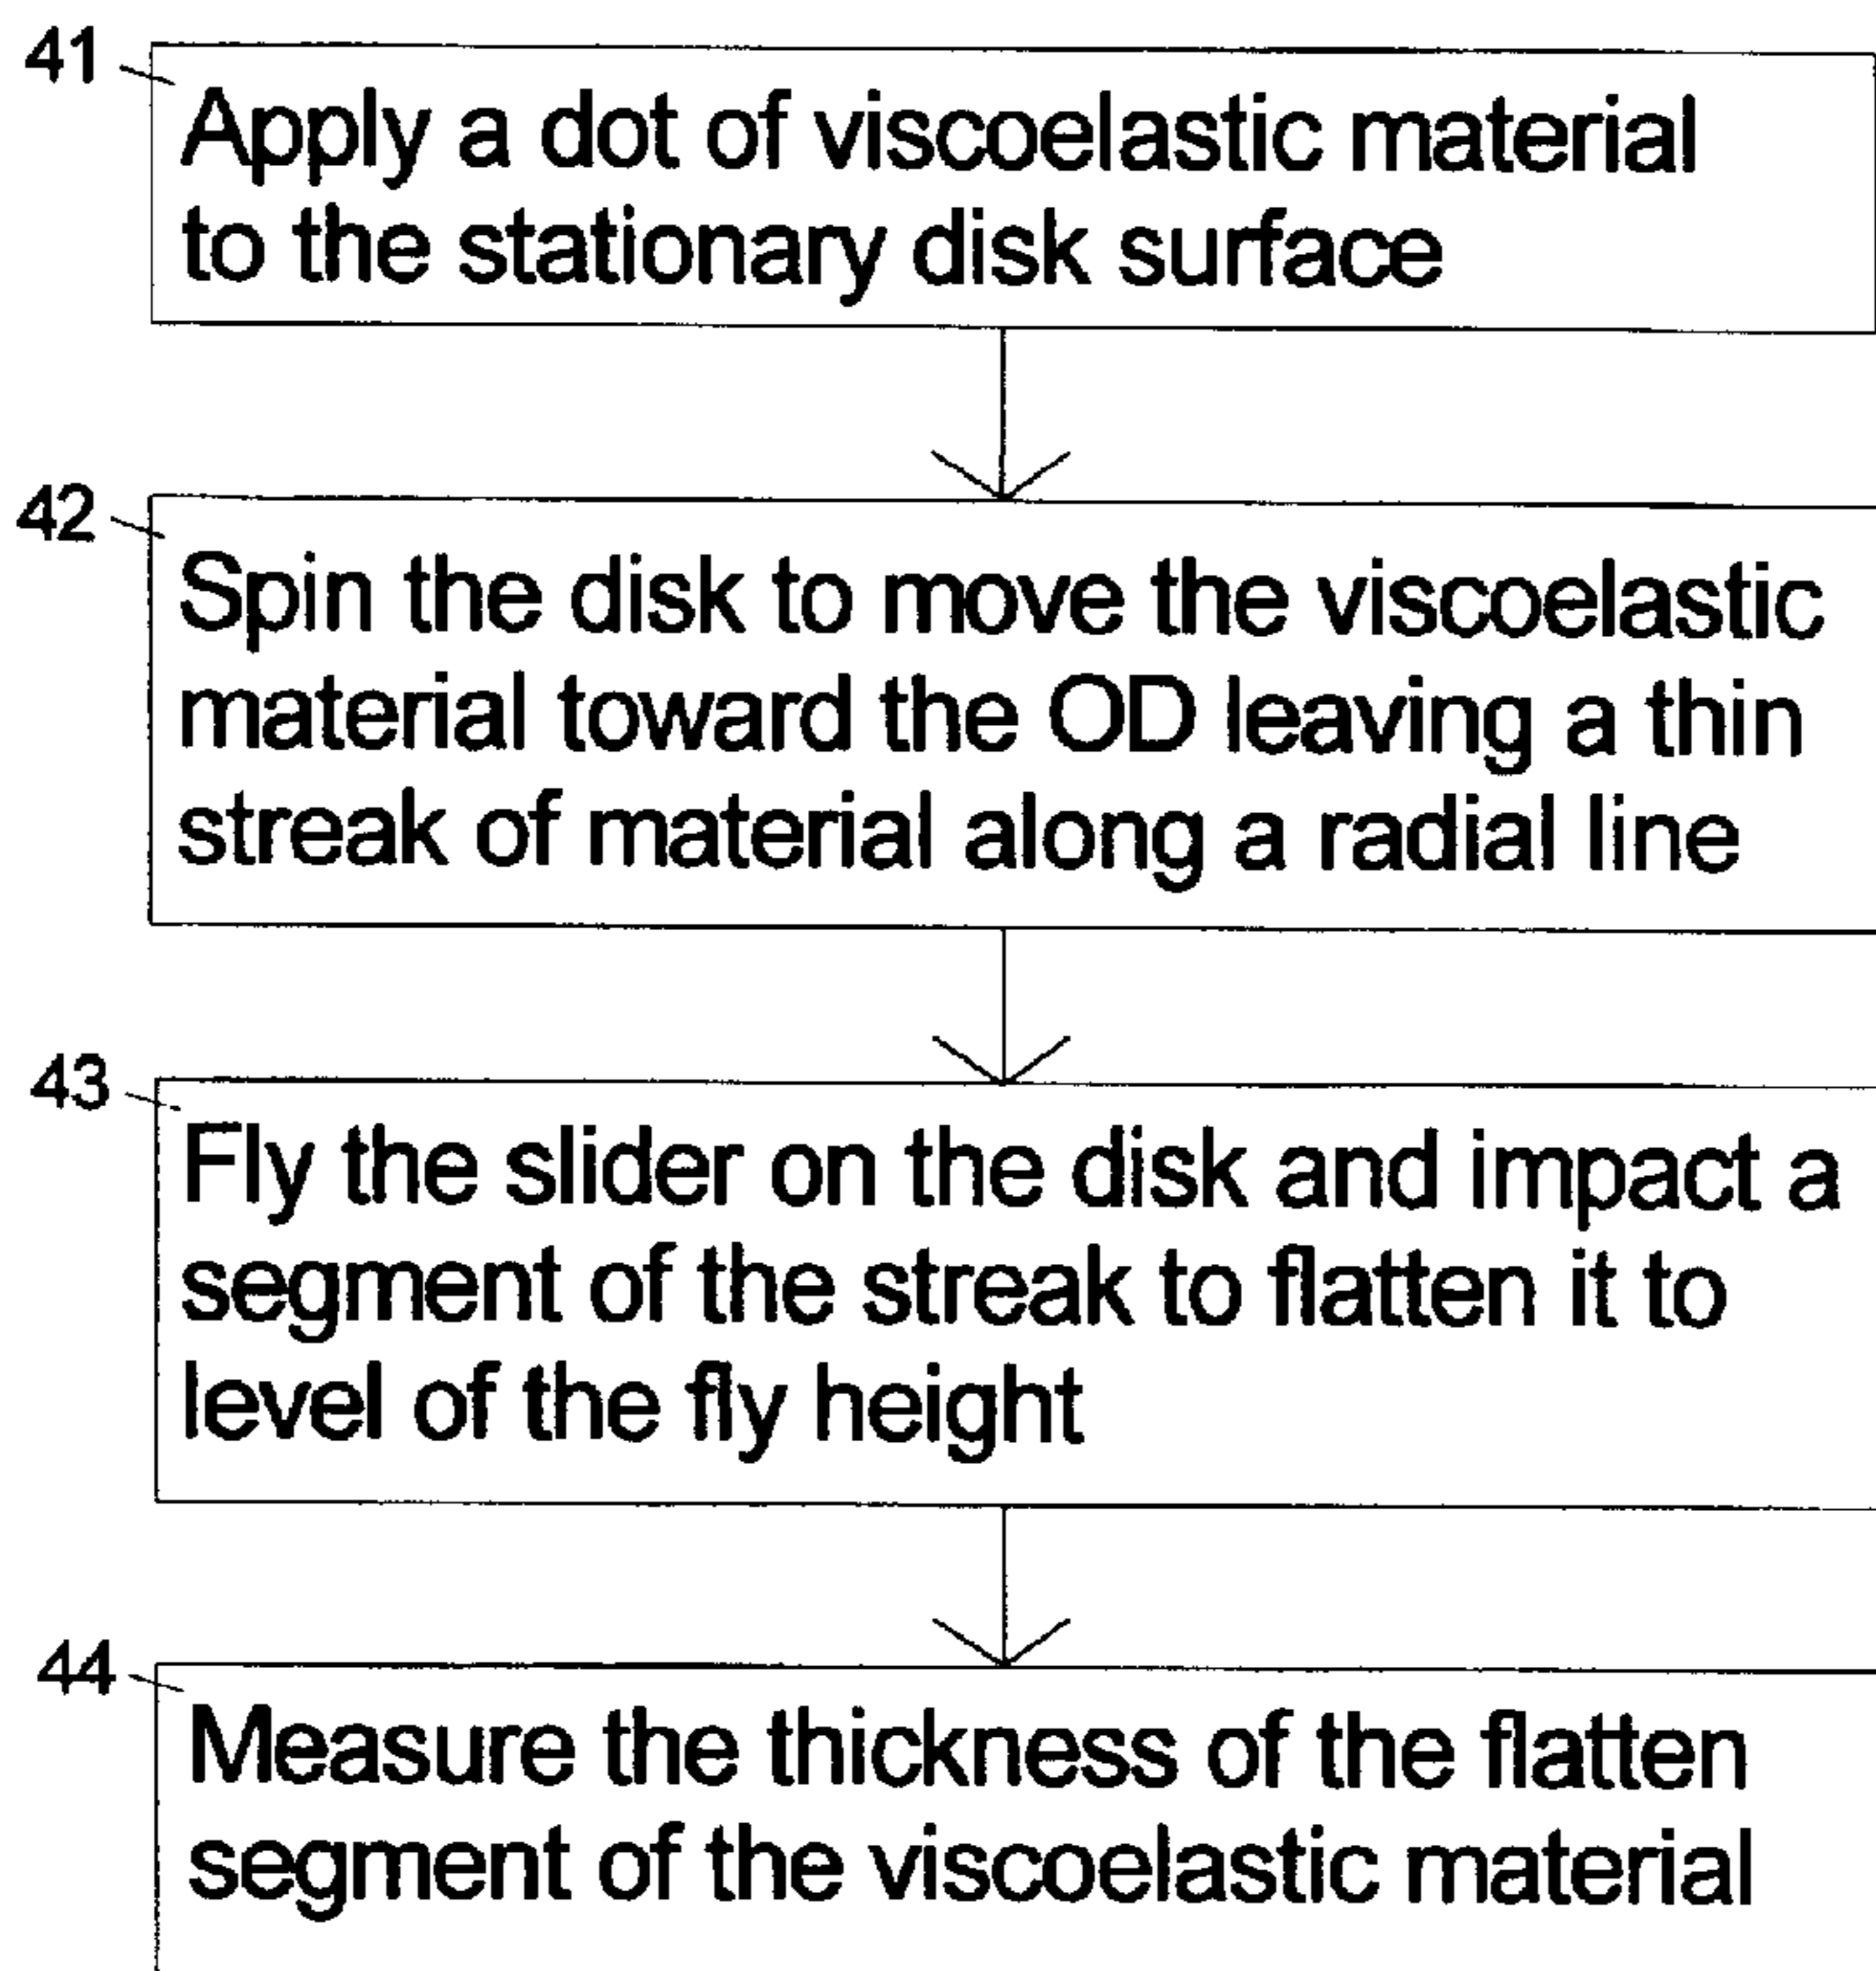 41
Apply a dot of viscoelastic material
to the stationary disk surface
42
Spin the disk to move the viscoelastic
material toward the OD leaving a thin
streak of material along a radial line
43
Fly the slider on the disk and impact a
segment of the streak to flatten it to
level of the fly height
44
Measure the thickness of the flatten
segment of the viscoelastic material